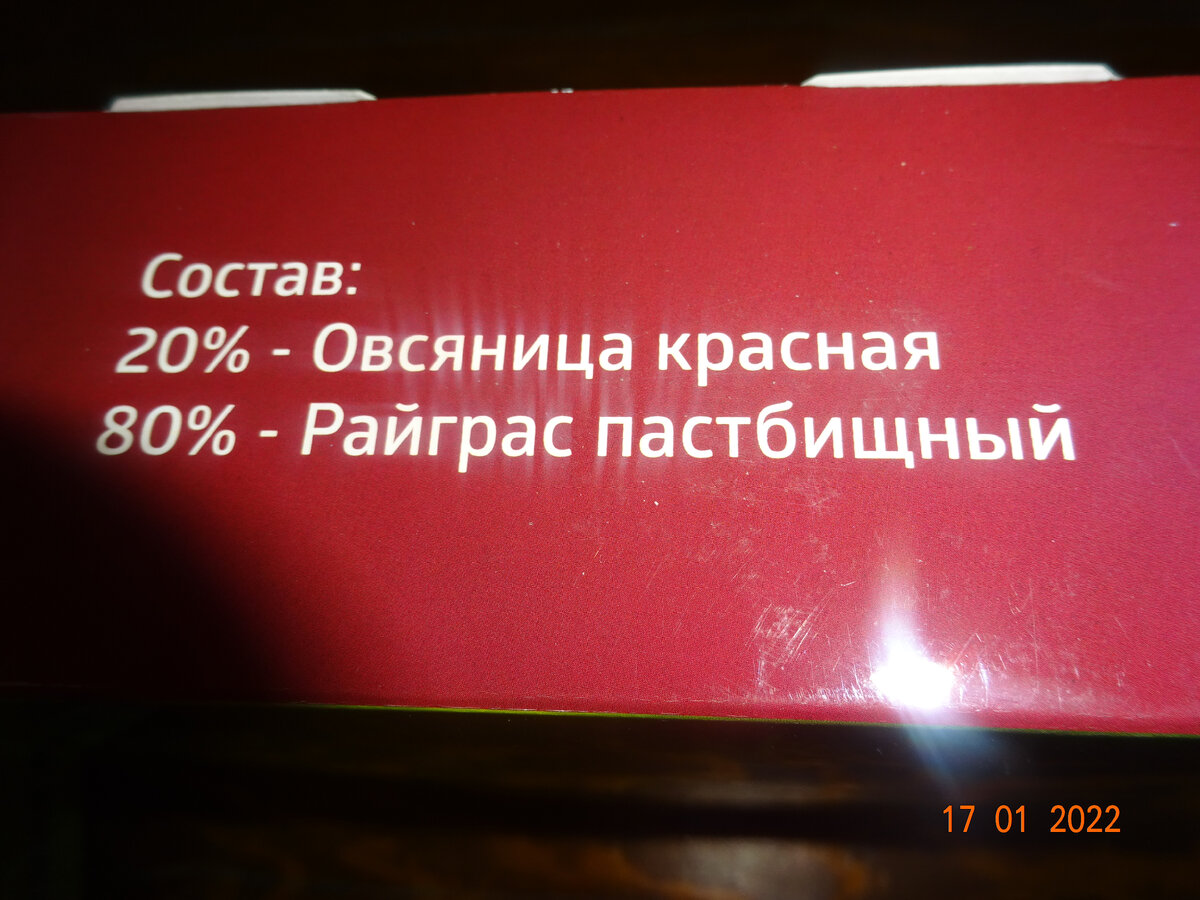 Состав:
20% - Овсяница красная
80% - Райграс пастбищный
17 01 2022